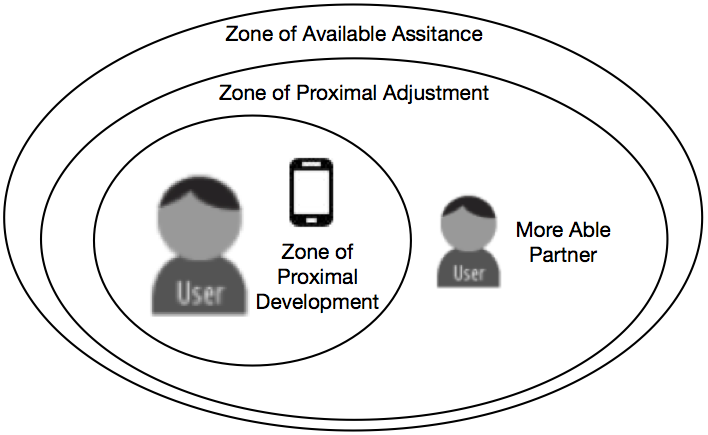 Zone of Available Assitance
Zone of Proximal Adjustment
Zone of
Proximal
Development
User
More Able
Partner
User